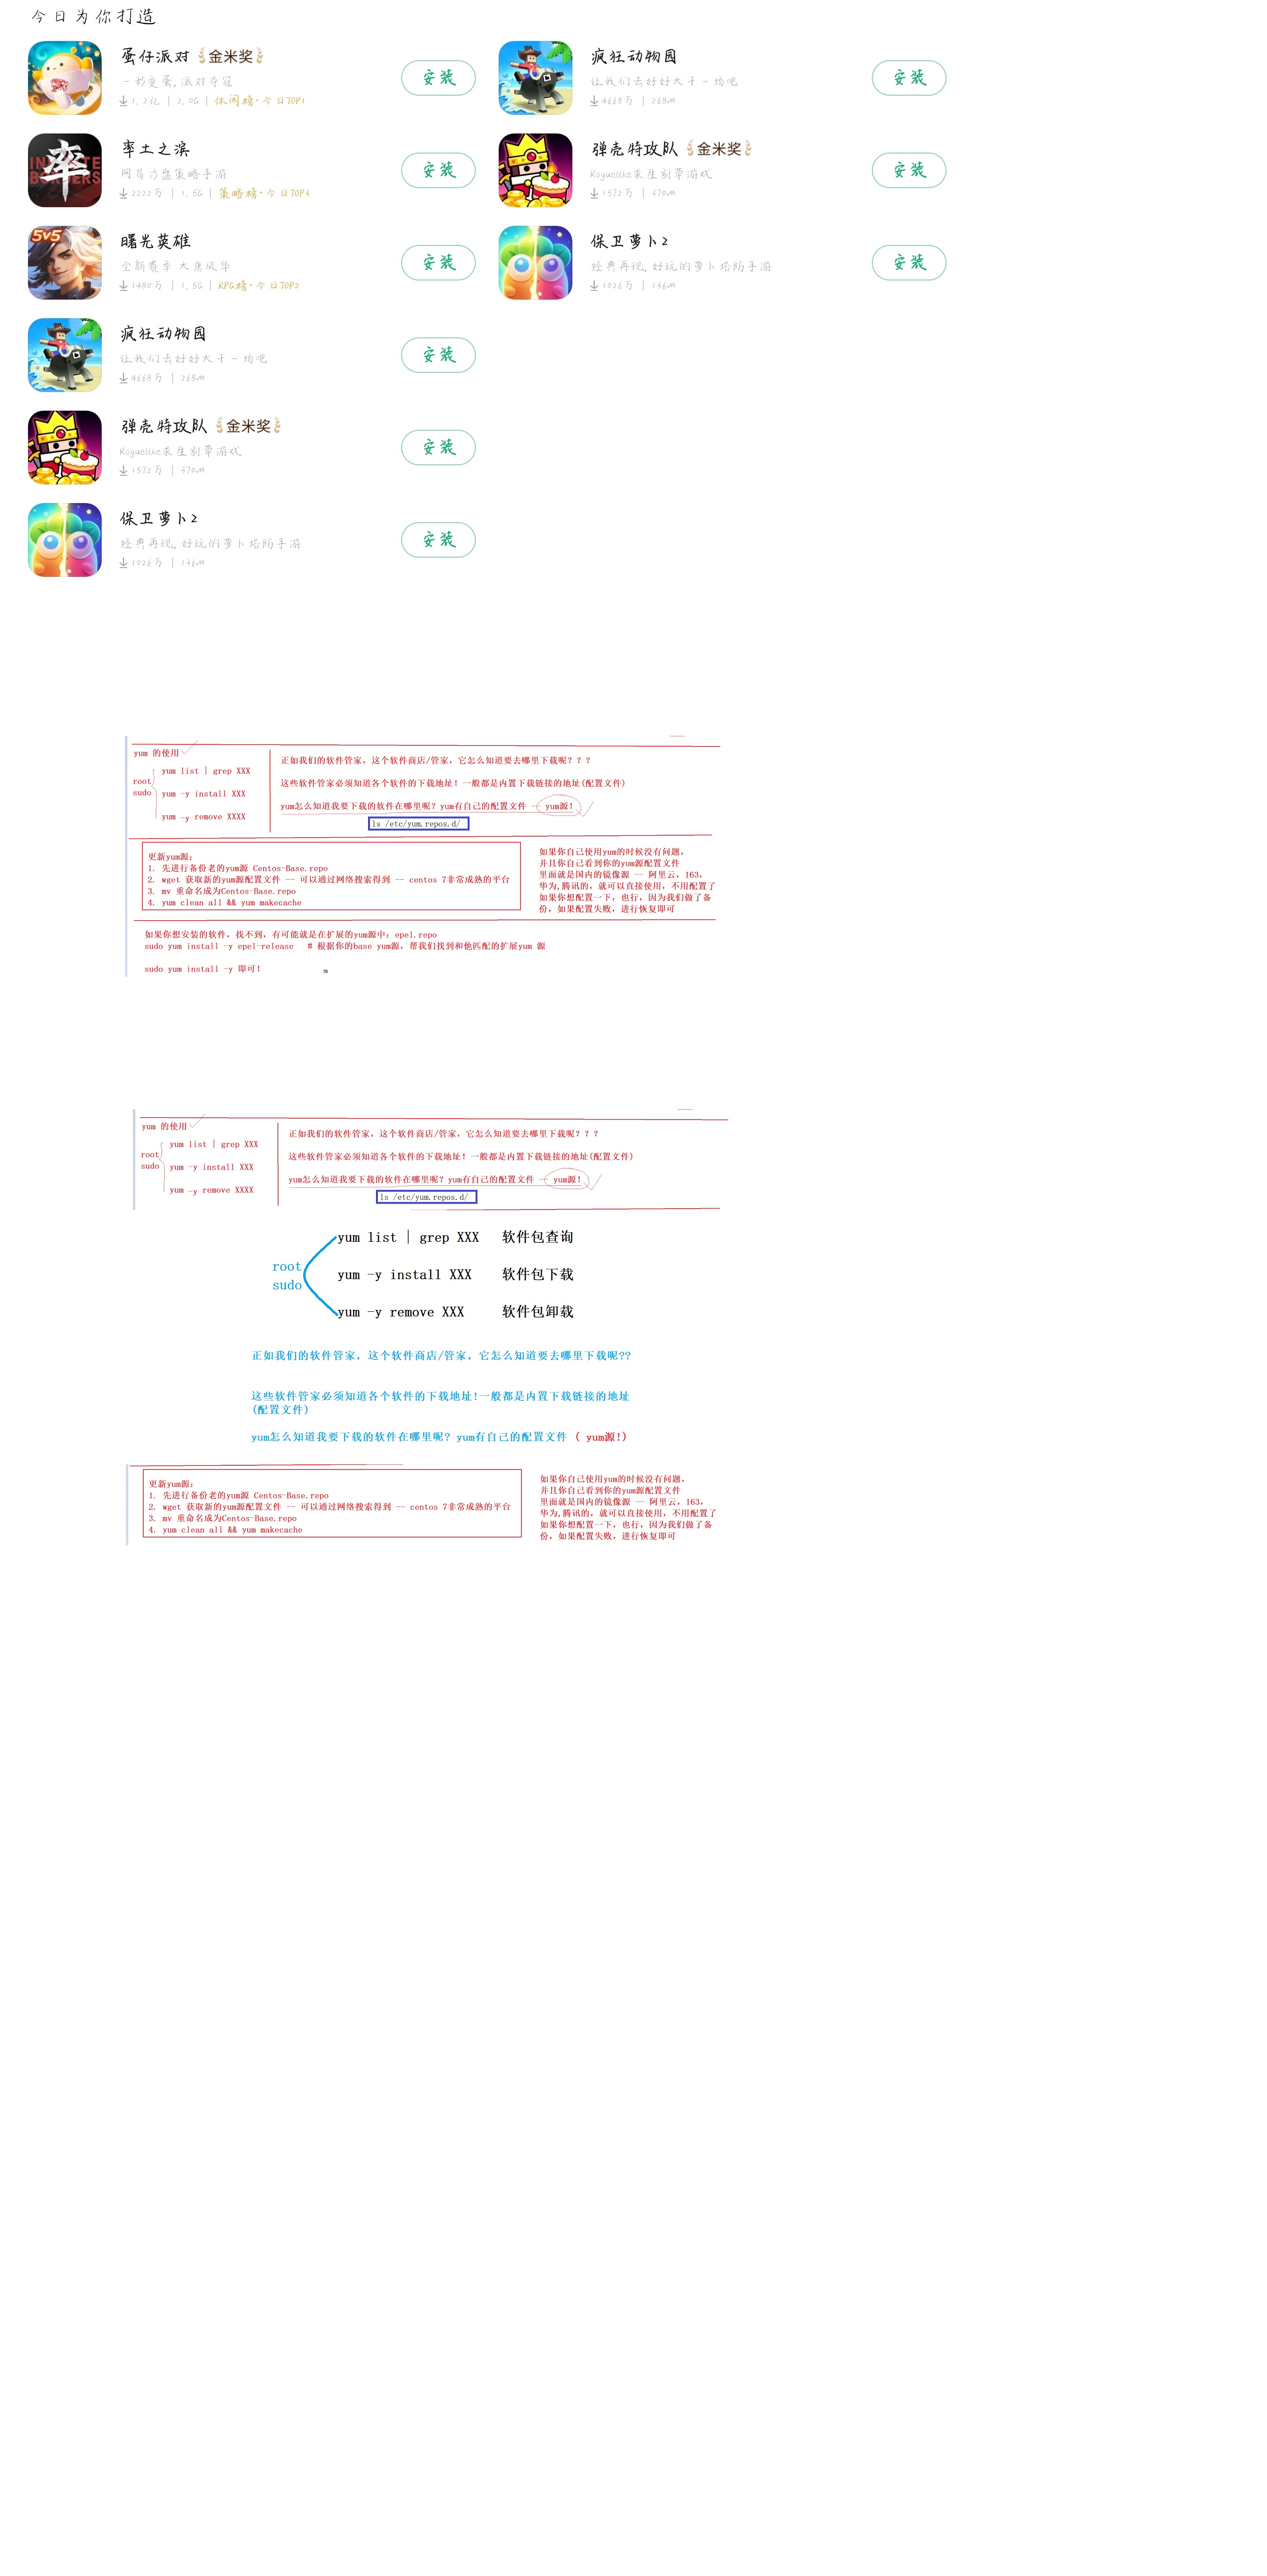 今日为你打造
蛋仔派对 金米奖
一秒变蛋,派对夺冠
1.2亿 | 2.0G | 休闲榜·今日TOP1
安装
率土之滨
INFINITE BORDERS
率
网易沙盘策略手游
2222万 | 1.5G | 策略榜·今日TOP3
安装
5v5
曙光英雄
全新赛季 大唐风华
1480万 | 1.5G | RPG榜·今日TOP2
安装
疯狂动物园
让我们去好好大干一场吧
4668万 | 268M
安装
弹壳特攻队 金米奖
Roguelike求生割草游戏
1572万 | 370M
安装
保卫萝卜2
经典再现,好玩的萝卜塔防手游
1026万 | 136M
安装
疯狂动物园
让我们去好好大干一场吧
4668万 | 268M
安装
弹壳特攻队 金米奖
Roguelike求生割草游戏
1572万 | 370M
安装
保卫萝卜2
经典再现,好玩的萝卜塔防手游
1026万 | 136M
安装
yum 的使用
root
sudo
yum list | grep XXX
yum -y install XXX
yum -y remove XXXX
正如我们的软件管家，这个软件商店/管家，它怎么知道要去哪里下载呢？？？
这些软件管家必须知道各个软件的下载地址！一般都是内置下载链接的地址(配置文件)
yum怎么知道我要下载的软件在哪里呢？yum有自己的配置文件 -- yum源！
ls /etc/yum.repos.d/
更新yum源：
1. 先进行备份老的yum源 Centos-Base.repo
2. wget 获取新的yum源配置文件 -- 可以通过网络搜索得到 -- centos 7非常成熟的平台
3. mv 重命名成为Centos-Base.repo
4. yum clean all && yum makecache
如果你自己使用yum的时候没有问题，
并且你自己看到你的yum源配置文件
里面就是国内的镜像源 -- 阿里云，163，
华为,腾讯的，就可以直接使用，不用配置了
如果你想配置一下，也行，因为我们做了备
份，如果配置失败，进行恢复即可
如果你想安装的软件，找不到，有可能就是在扩展的yum源中：epel.repo
sudo yum install -y epel-release # 根据你的base yum源，帮我们找到和他匹配的扩展yum 源
sudo yum install -y 即可！
yum 的使用
root
sudo
yum list | grep XXX
yum -y install XXX
yum -y remove XXXX
正如我们的软件管家，这个软件商店/管家，它怎么知道要去哪里下载呢？？？
这些软件管家必须知道各个软件的下载地址！一般都是内置下载链接的地址(配置文件)
yum怎么知道我要下载的软件在哪里呢？yum有自己的配置文件 -- yum源！
ls /etc/yum.repos.d/
root
sudo
yum list | grep XXX 软件包查询
yum -y install XXX 软件包下载
yum -y remove XXX 软件包卸载
正如我们的软件管家，这个软件商店/管家，它怎么知道要去哪里下载呢??
这些软件管家必须知道各个软件的下载地址!一般都是内置下载链接的地址
(配置文件)
yum怎么知道我要下载的软件在哪里呢? yum有自己的配置文件 ( yum源!)
更新yum源：
1. 先进行备份老的yum源 Centos-Base.repo
2. wget 获取新的yum源配置文件 -- 可以通过网络搜索得到 -- centos 7非常成熟的平台
3. mv 重命名成为Centos-Base.repo
4. yum clean all && yum makecache
如果你自己使用yum的时候没有问题，
并且你自己看到你的yum源配置文件
里面就是国内的镜像源 -- 阿里云，163，
华为,腾讯的，就可以直接使用，不用配置了
如果你想配置一下，也行，因为我们做了备
份，如果配置失败，进行恢复即可